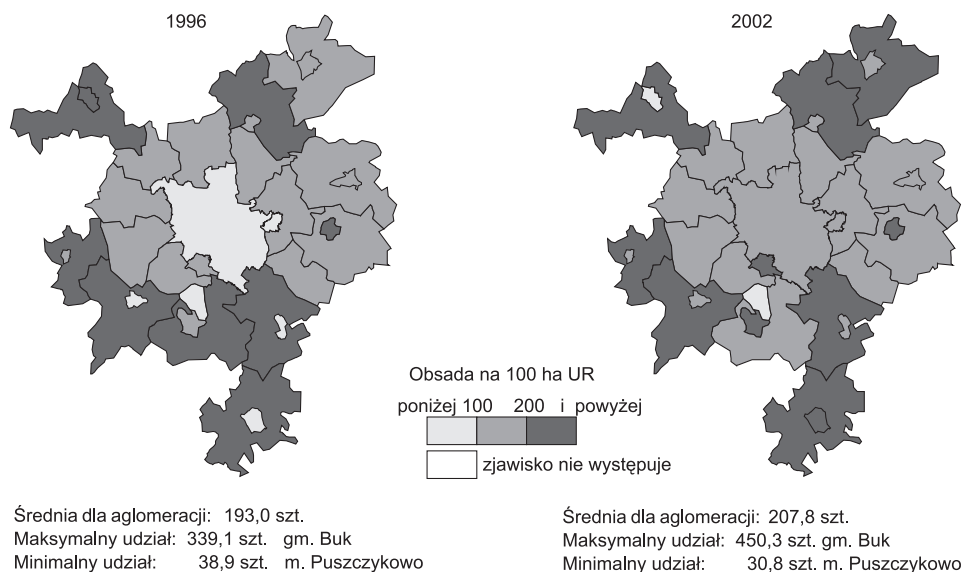 1996
2002
Obsada na 100 ha UR
poniżej 100 200 i powyżej
zjawisko nie występuje
Średnia dla aglomeracji: 193,0 szt.
Maksymalny udział: 339,1 szt. gm. Buk
Minimalny udział: 38,9 szt. m. Puszczykowo
Średnia dla aglomeracji: 207,8 szt.
Maksymalny udział: 450,3 szt. gm. Buk
Minimalny udział: 30,8 szt. m. Puszczykowo